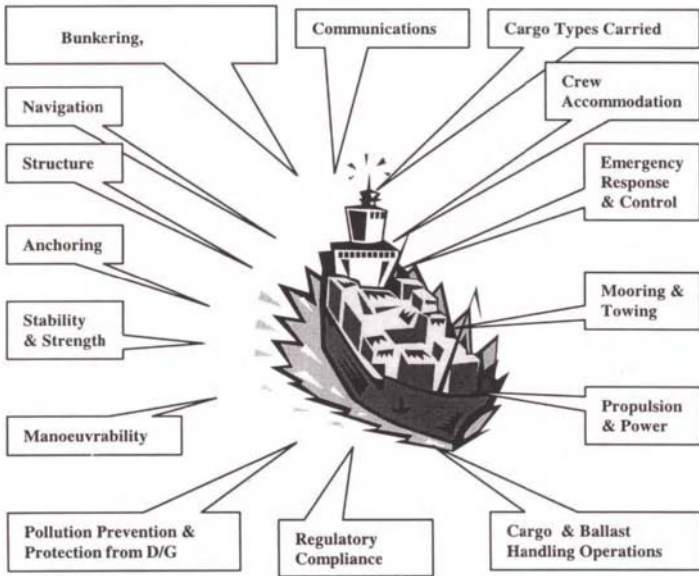 Bunkering,
Communications
Cargo Types Carried
Navigation
Crew
Accommodation
Structure
Emergency
Response
& Control
Anchoring
Mooring &
Towing
Stability
& Strength
Manoeuvrability
Propulsion
& Power
Pollution Prevention &
Protection from D/G
Regulatory
Compliance
Cargo & Ballast
Handling Operations